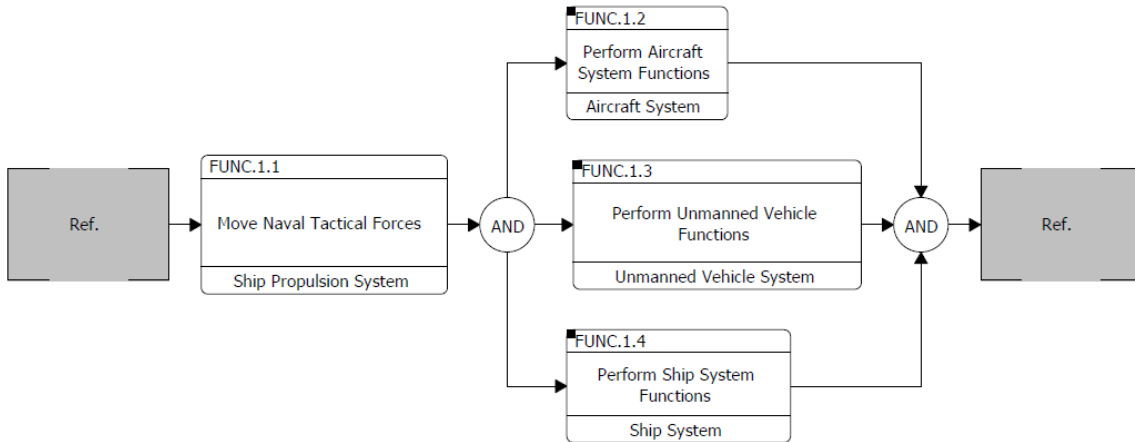 Ref.
FUNC.1.1
Move Naval Tactical Forces
Ship Propulsion System
AND
FUNC.1.2
Perform Aircraft
System Functions
Aircraft System
FUNC.1.3
Perform Unmanned Vehicle
Functions
Unmanned Vehicle System
FUNC.1.4
Perform Ship System
Functions
Ship System
AND
Ref.